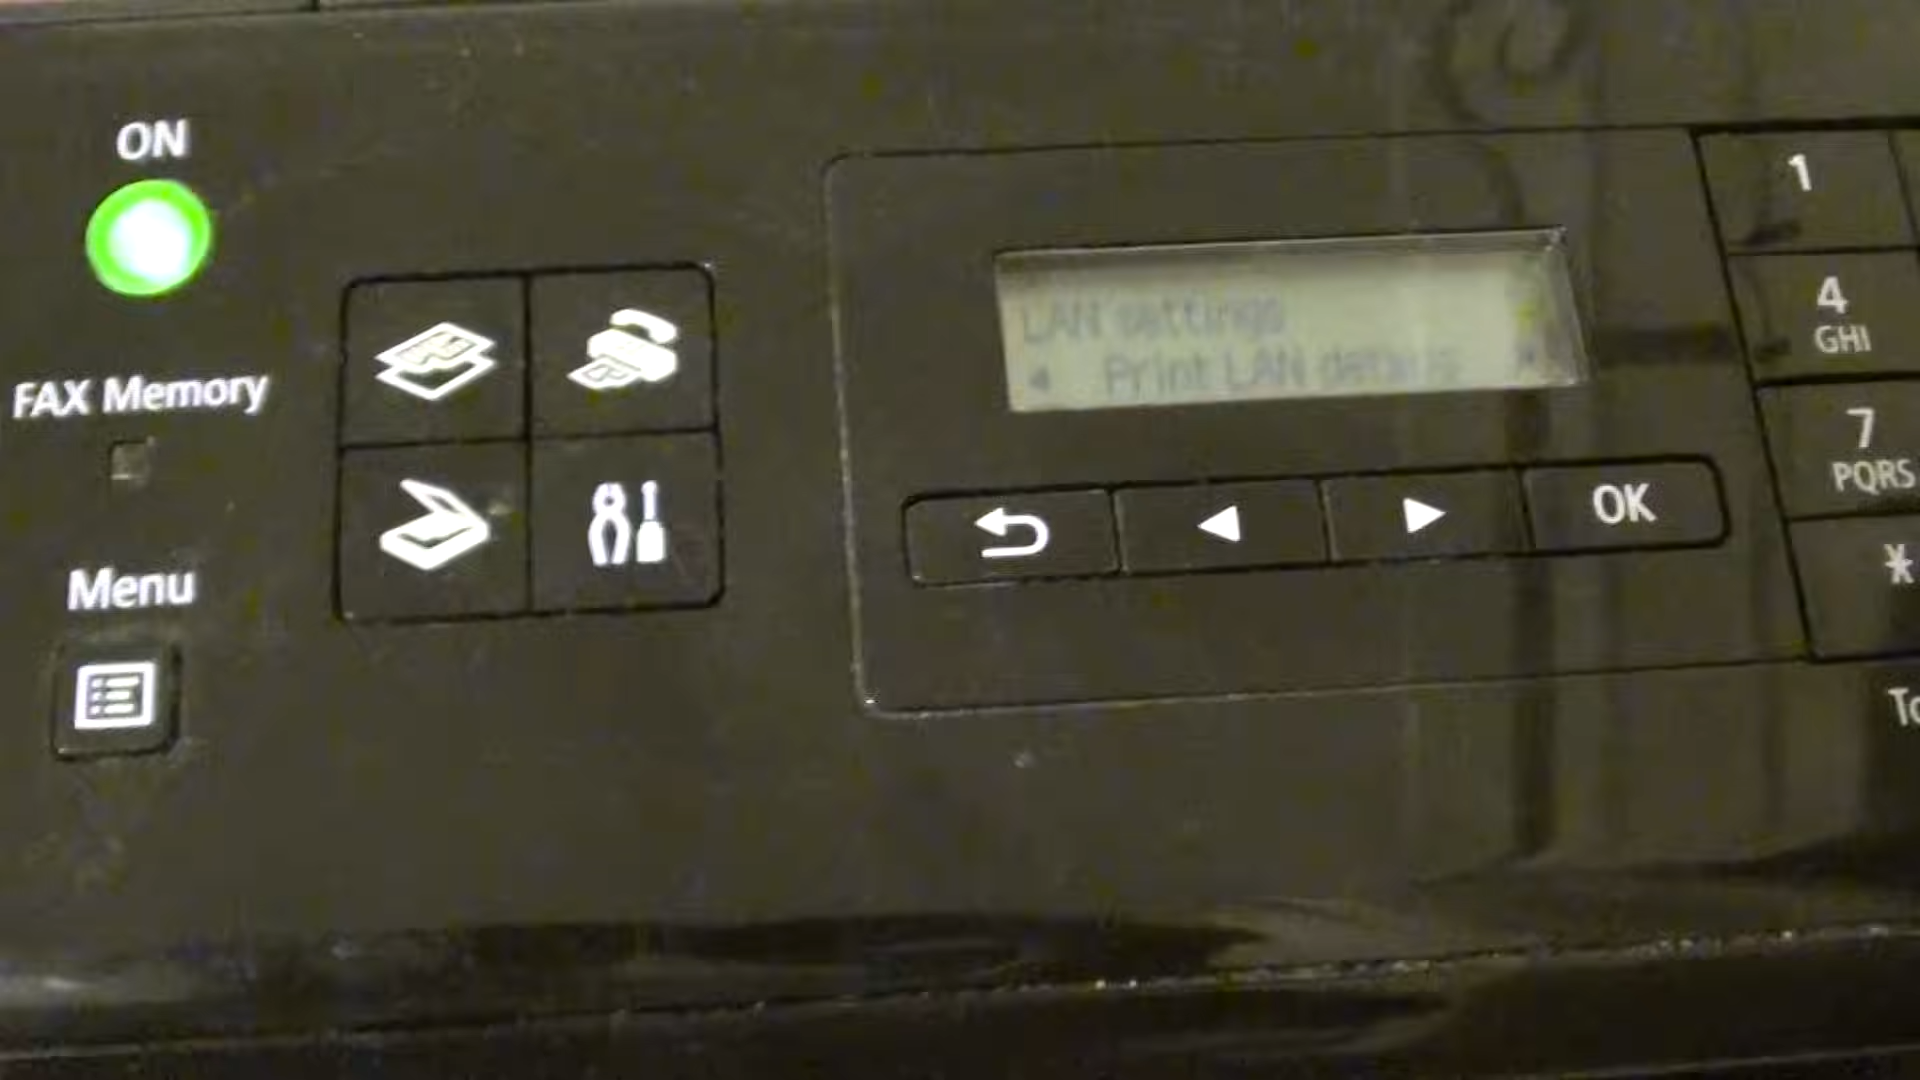 ON
FAX Memory
Menu
LAN settings
Print LAN details
OK
1
4
GHI
7
PQRS
*